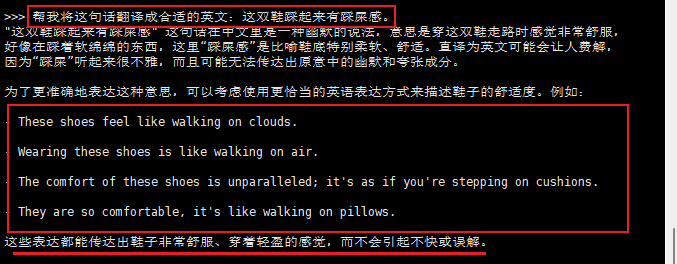 >>> 帮我将这句话翻译成合适的英文：这双鞋踩起来有踩屎感。
"这双鞋走路起来有踩屎感" 这句话在中文里是一种幽默的说法，意思是穿这双鞋走路时感觉非常舒服，
好像在踩着软绵绵的东西，这里“踩屎感”是比喻鞋底特别柔软、舒适。直译为英文可能会让人费解，
因为“踩屎”听起来很不雅，而且可能无法传达出原意中的幽默和夸张成分。
为了更准确地表达这种意思，可以考虑使用更恰当的英语表达方式来描述鞋子的舒适度。例如：
- These shoes feel like walking on clouds.
- Wearing these shoes is like walking on air.
- The comfort of these shoes is unparalleled; it's as if you're stepping on cushions.
- They are so comfortable, it's like walking on pillows.
这些表达都能传达出鞋子非常舒服、穿着轻盈的感觉，而不会引起不快或误解。